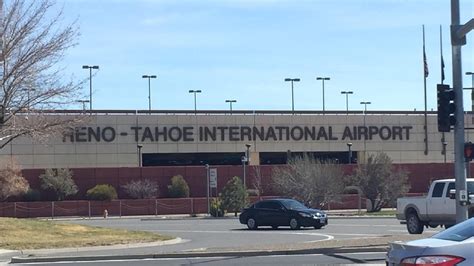 RENO - TAHOE INTERNATIONAL AIRPORT